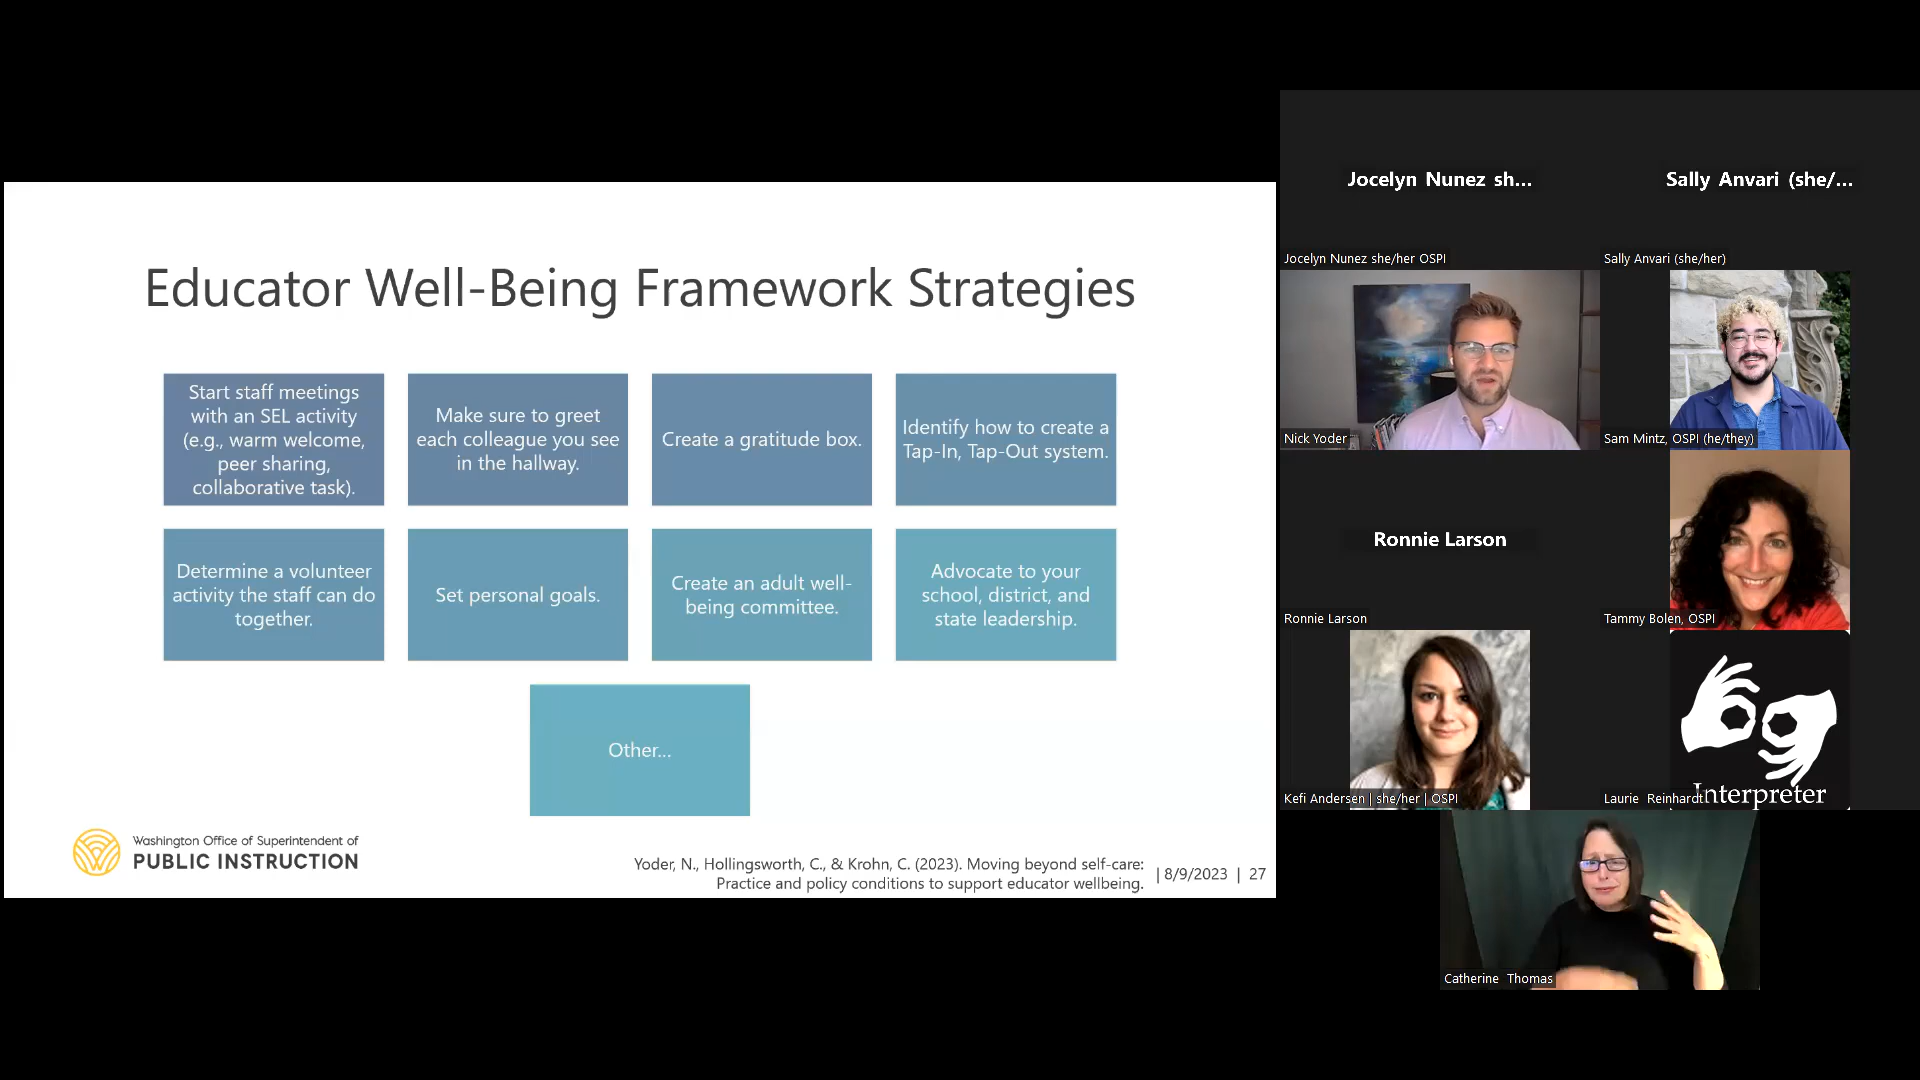 Educator Well-Being Framework Strategies
Start staff meetings
with an SEL activity
(e.g., warm welcome,
peer sharing,
collaborative task).
Make sure to greet
each colleague you see
in the hallway.
Create a gratitude box.
Identify how to create a
Tap-In, Tap-Out system.
Determine a volunteer
activity the staff can do
together.
Set personal goals.
Create an adult well-
being committee.
Advocate to your
school, district, and
state leadership.
Other...
Washington Office of Superintendent of
PUBLIC INSTRUCTION
Yoder, N., Hollingsworth, C., & Krohn, C. (2023). Moving beyond self-care:
Practice and policy conditions to support educator wellbeing.
| 8/9/2023 | 27
Jocelyn Nunez sh...
Sally Anvari (she/...
Jocelyn Nunez she/her OSPI
Sally Anvari (she/her)
Nick Yoder
Sam Mintz, OSPI (he/they)
Ronnie Larson
Ronnie Larson
Tammy Bolen, OSPI
Kefi Andersen | she/her | OSPI
Interpreter
Laurie Reinhardt
Catherine Thomas